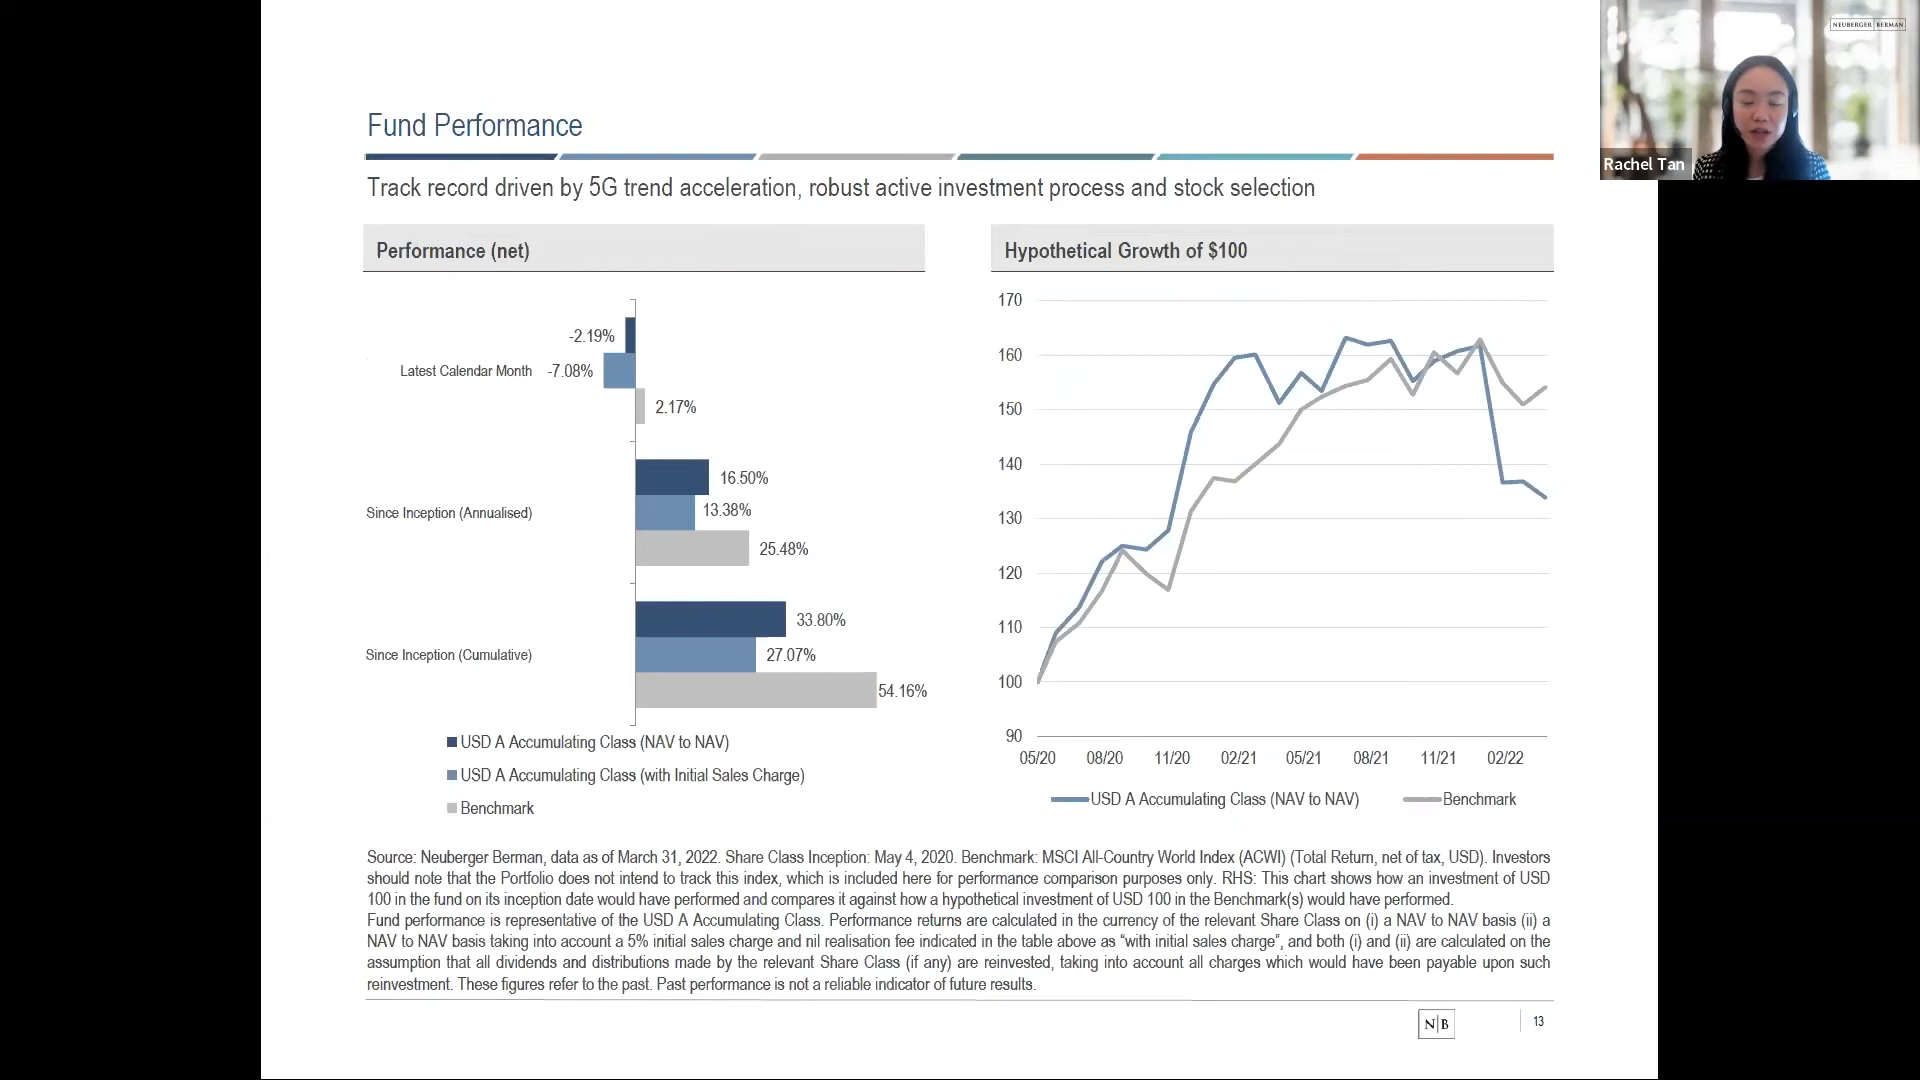 NEUBERGER BERMAN
Rachel Tan
Fund Performance
Track record driven by 5G trend acceleration, robust active investment process and stock selection
Performance (net)
-2.19%
Latest Calendar Month
-7.08%
2.17%
16.50%
Since Inception (Annualised)
13.38%
25.48%
33.80%
Since Inception (Cumulative)
27.07%
54.16%
USD A Accumulating Class (NAV to NAV)
USD A Accumulating Class (with Initial Sales Charge)
Benchmark
Hypothetical Growth of $100
170
160
150
140
130
120
110
100
90
05/20 08/20 11/20 02/21 05/21 08/21 11/21 02/22
USD A Accumulating Class (NAV to NAV) Benchmark
Source: Neuberger Berman, data as of March 31, 2022. Share Class Inception: May 4, 2020. Benchmark: MSCI All-Country World Index (ACWI) (Total Return, net of tax, USD). Investors
should note that the Portfolio does not intend to track this index, which is included here for performance comparison purposes only. RHS: This chart shows how an investment of USD
100 in the fund on its inception date would have performed and compares it against how a hypothetical investment of USD 100 in the Benchmark(s) would have performed.
Fund performance is representative of the USD A Accumulating Class. Performance returns are calculated in the currency of the relevant Share Class on (i) a NAV to NAV basis (ii) a
NAV to NAV basis taking into account a 5% initial sales charge and nil realisation fee indicated in the table above as “with initial sales charge”, and both (i) and (ii) are calculated on the
assumption that all dividends and distributions made by the relevant Share Class (if any) are reinvested, taking into account all charges which would have been payable upon such
reinvestment. These figures refer to the past. Past performance is not a reliable indicator of future results.
N|B
13